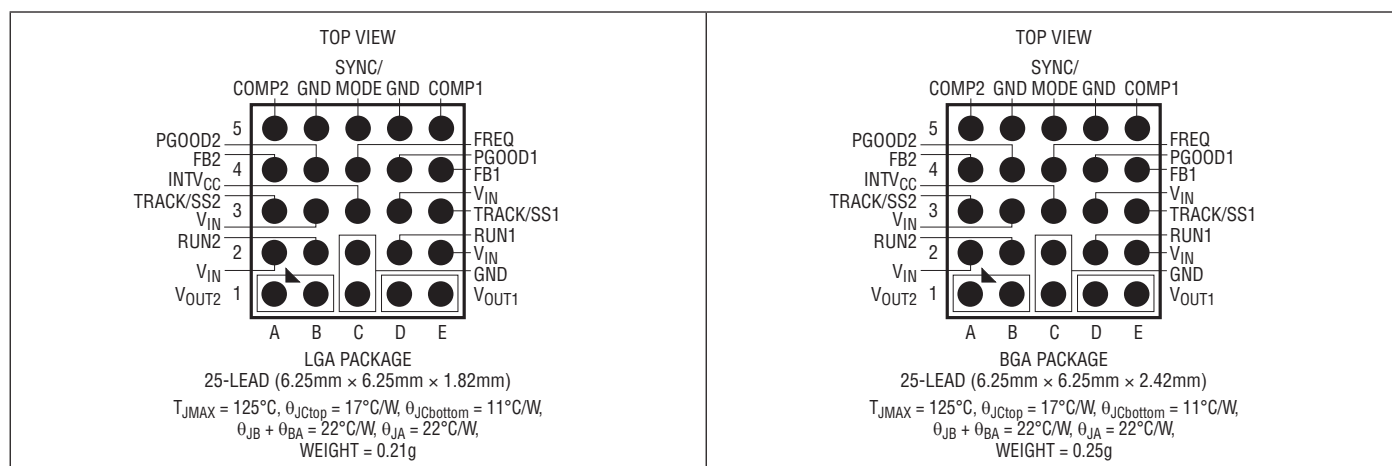 TOP VIEW
SYNC/
COMP2 GND MODE GND COMP1
5
PGOOD2
FREQ
FB2
PGOOD1
4
FB1
INTVCC
VIN
TRACK/SS2
3
TRACK/SS1
VIN
RUN2
RUN1
2
VIN
VIN
GND
VOUT2 1
VOUT1
A B C D E
LGA PACKAGE
25-LEAD (6.25mm × 6.25mm × 1.82mm)
TJMAX = 125°C, θJCtop = 17°C/W, θJCbottom = 11°C/W,
θJB + θBA = 22°C/W, θJA = 22°C/W,
WEIGHT = 0.21g
TOP VIEW
SYNC/
COMP2 GND MODE GND COMP1
5
PGOOD2
FREQ
FB2
PGOOD1
4
FB1
INTVCC
VIN
TRACK/SS2
3
TRACK/SS1
VIN
RUN2
RUN1
2
VIN
VIN
GND
VOUT2 1
VOUT1
A B C D E
BGA PACKAGE
25-LEAD (6.25mm × 6.25mm × 2.42mm)
TJMAX = 125°C, θJCtop = 17°C/W, θJCbottom = 11°C/W,
θJB + θBA = 22°C/W, θJA = 22°C/W,
WEIGHT = 0.25g